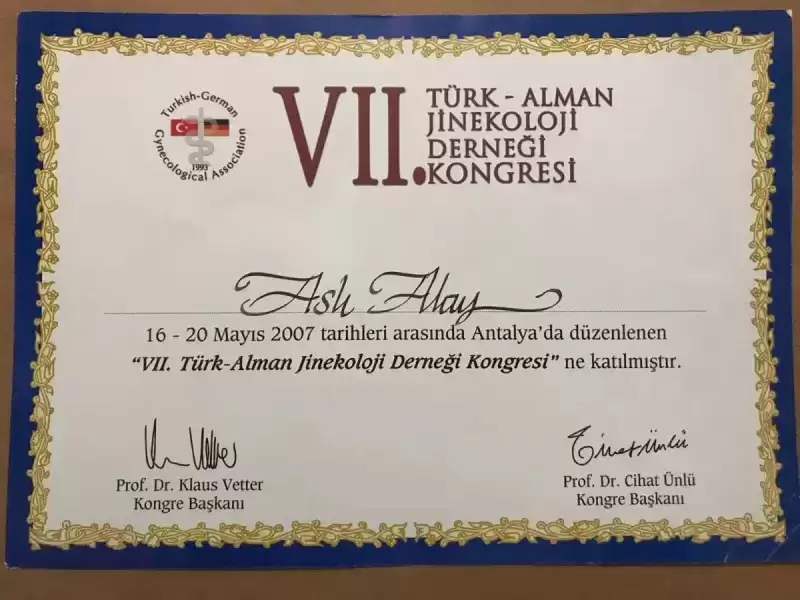 Turkish-German
Gynecological Association
1993
VII.
TÜRK - ALMAN
JİNEKOLOJİ
DERNEĞİ
KONGRESİ
Aslı Alay
16 - 20 Mayıs 2007 tarihleri arasında Antalya'da düzenlenen
“VII. Türk-Alman Jinekoloji Derneği Kongresi” ne katılmıştır.
Prof. Dr. Klaus Vetter
Kongre Başkanı
Cihat Ünlü
Prof. Dr. Cihat Ünlü
Kongre Başkanı